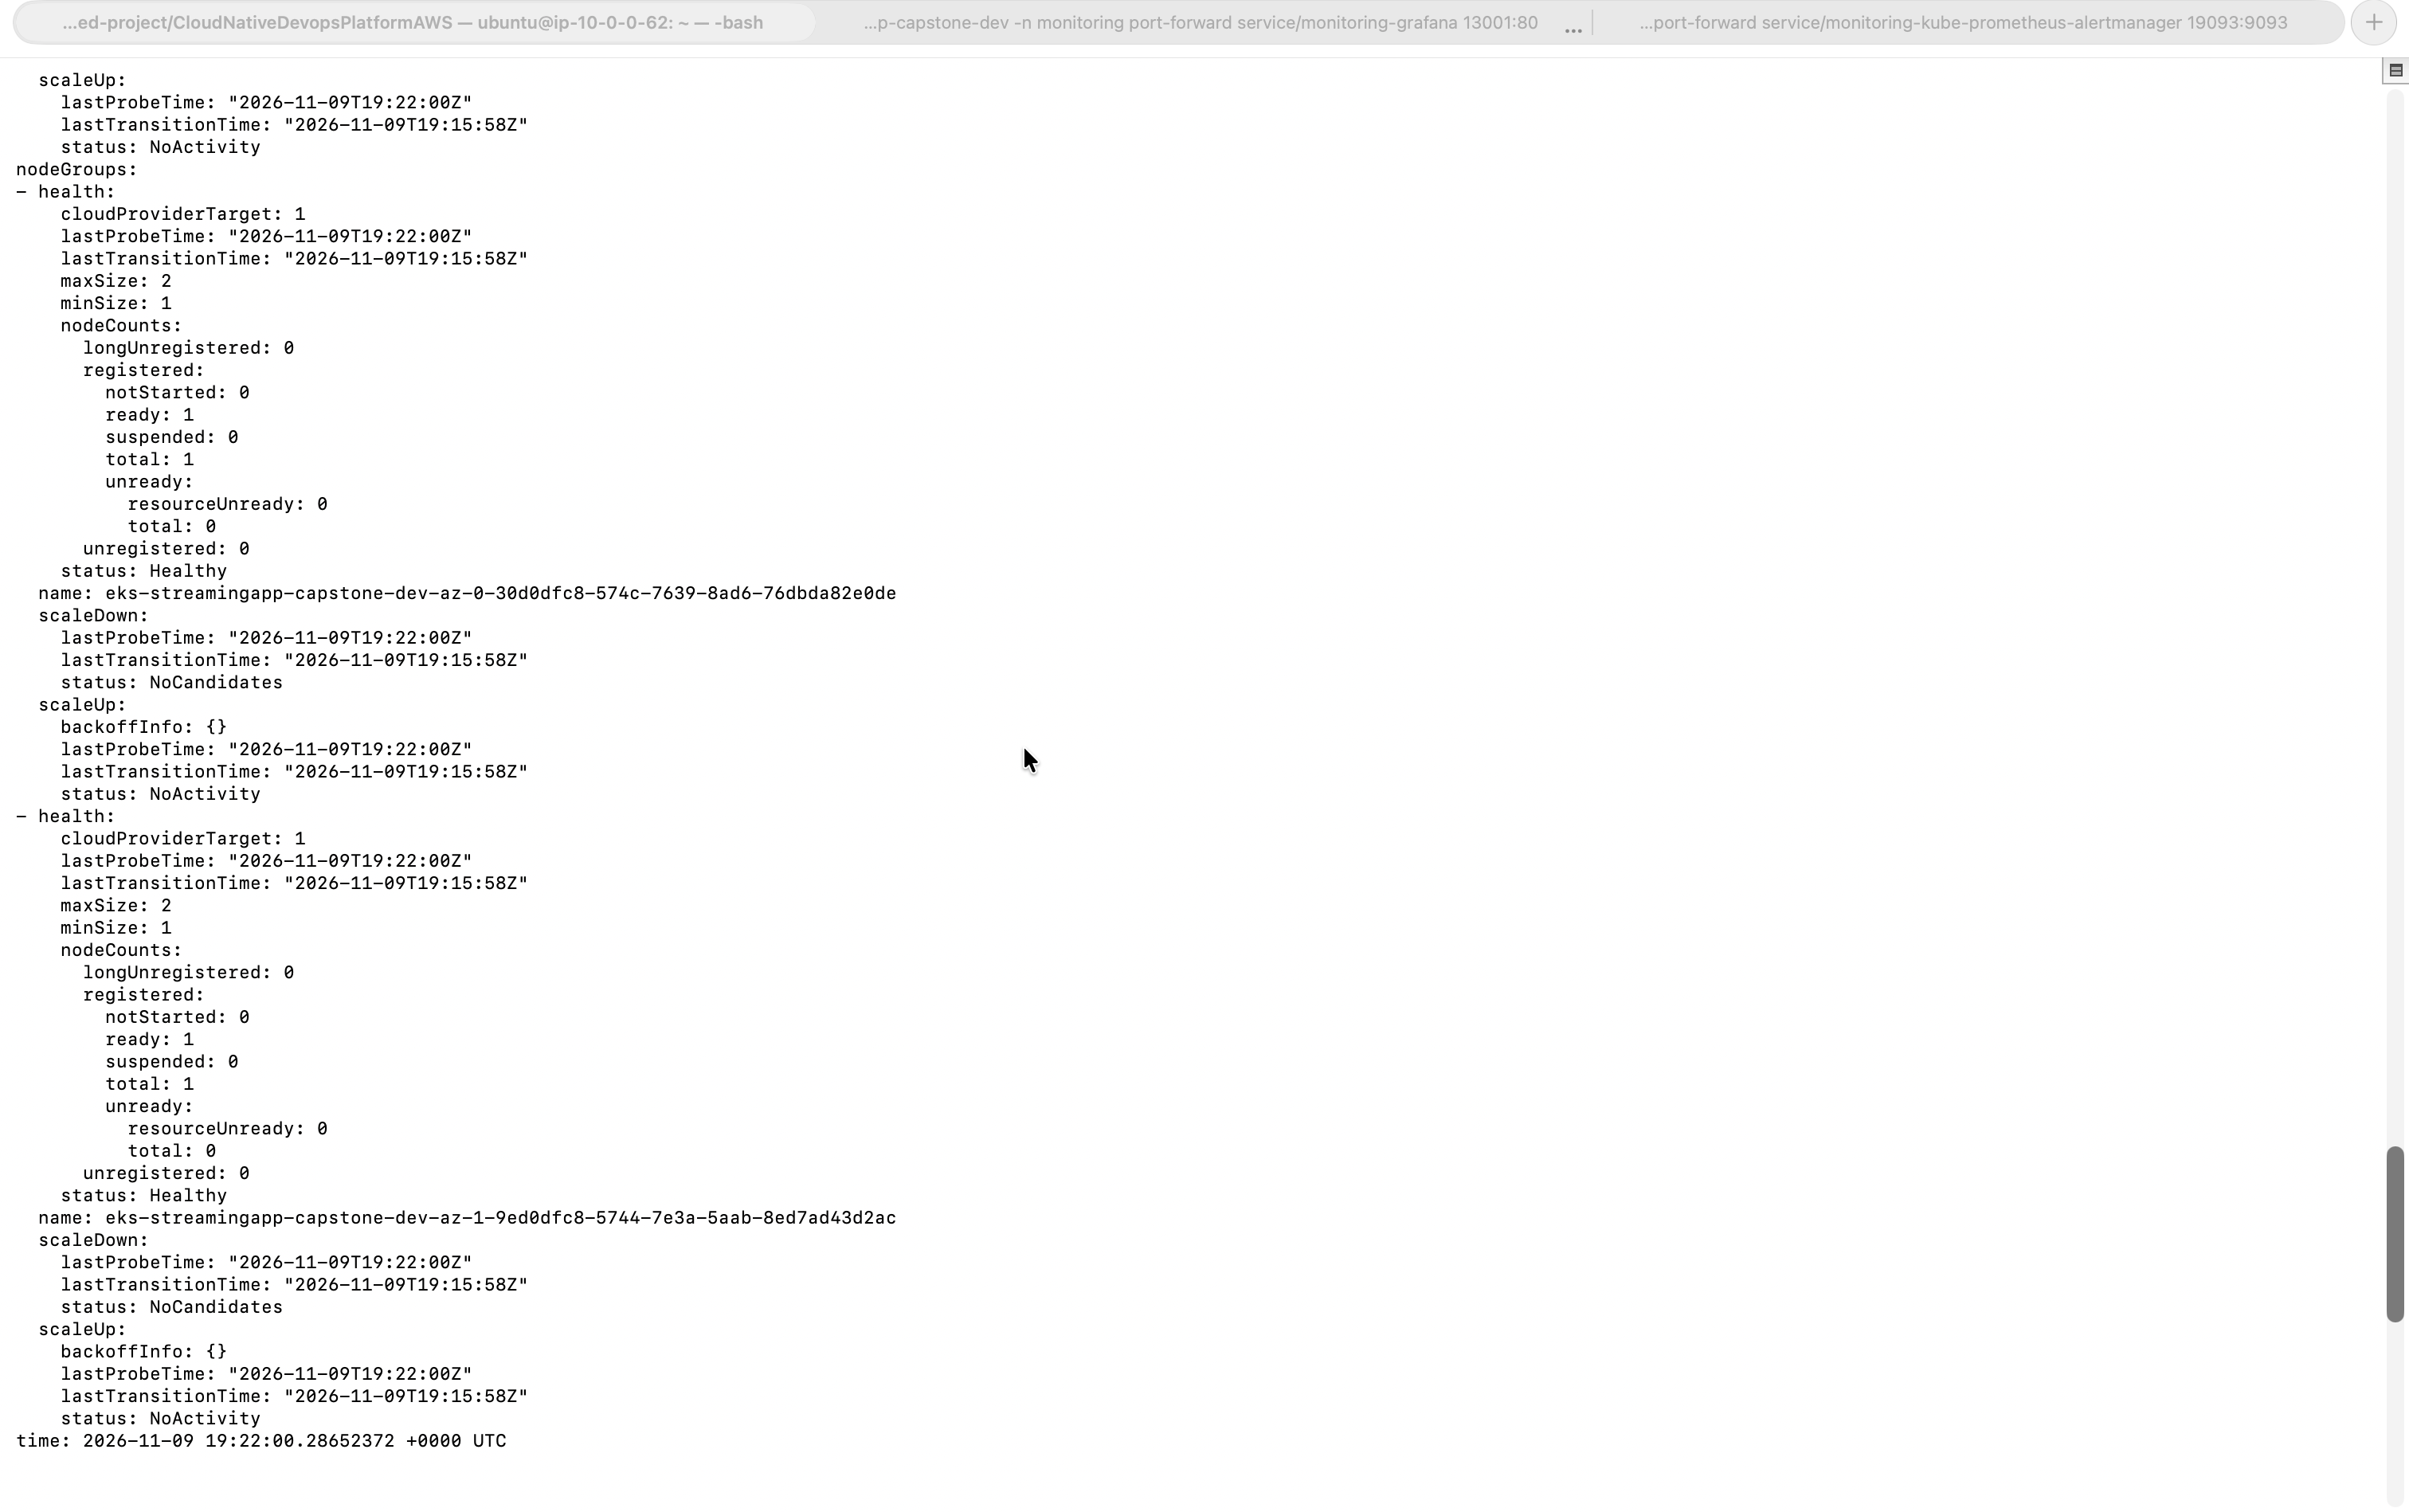 ...ed-project/CloudNativeDevopsPlatformAWS — ubuntu@ip-10-0-0-62: ~ — -bash
...p-capstone-dev -n monitoring port-forward service/monitoring-grafana 13001:80 ...
...port-forward service/monitoring-kube-prometheus-alertmanager 19093:9093
  scaleUp:
    lastProbeTime: "2026-11-09T19:22:00Z"
    lastTransitionTime: "2026-11-09T19:15:58Z"
    status: NoActivity
nodeGroups:
- health:
    cloudProviderTarget: 1
    lastProbeTime: "2026-11-09T19:22:00Z"
    lastTransitionTime: "2026-11-09T19:15:58Z"
    maxSize: 2
    minSize: 1
    nodeCounts:
      longUnregistered: 0
      registered:
        notStarted: 0
        ready: 1
        suspended: 0
        total: 1
        unready:
          resourceUnready: 0
          total: 0
      unregistered: 0
    status: Healthy
  name: eks-streamingapp-capstone-dev-az-0-30d0dfc8-574c-7639-8ad6-76dbda82e0de
  scaleDown:
    lastProbeTime: "2026-11-09T19:22:00Z"
    lastTransitionTime: "2026-11-09T19:15:58Z"
    status: NoCandidates
  scaleUp:
    backoffInfo: {}
    lastProbeTime: "2026-11-09T19:22:00Z"
    lastTransitionTime: "2026-11-09T19:15:58Z"
    status: NoActivity
- health:
    cloudProviderTarget: 1
    lastProbeTime: "2026-11-09T19:22:00Z"
    lastTransitionTime: "2026-11-09T19:15:58Z"
    maxSize: 2
    minSize: 1
    nodeCounts:
      longUnregistered: 0
      registered:
        notStarted: 0
        ready: 1
        suspended: 0
        total: 1
        unready:
          resourceUnready: 0
          total: 0
      unregistered: 0
    status: Healthy
  name: eks-streamingapp-capstone-dev-az-1-9ed0dfc8-5744-7e3a-5aab-8ed7ad43d2ac
  scaleDown:
    lastProbeTime: "2026-11-09T19:22:00Z"
    lastTransitionTime: "2026-11-09T19:15:58Z"
    status: NoCandidates
  scaleUp:
    backoffInfo: {}
    lastProbeTime: "2026-11-09T19:22:00Z"
    lastTransitionTime: "2026-11-09T19:15:58Z"
    status: NoActivity
time: 2026-11-09 19:22:00.28652372 +0000 UTC